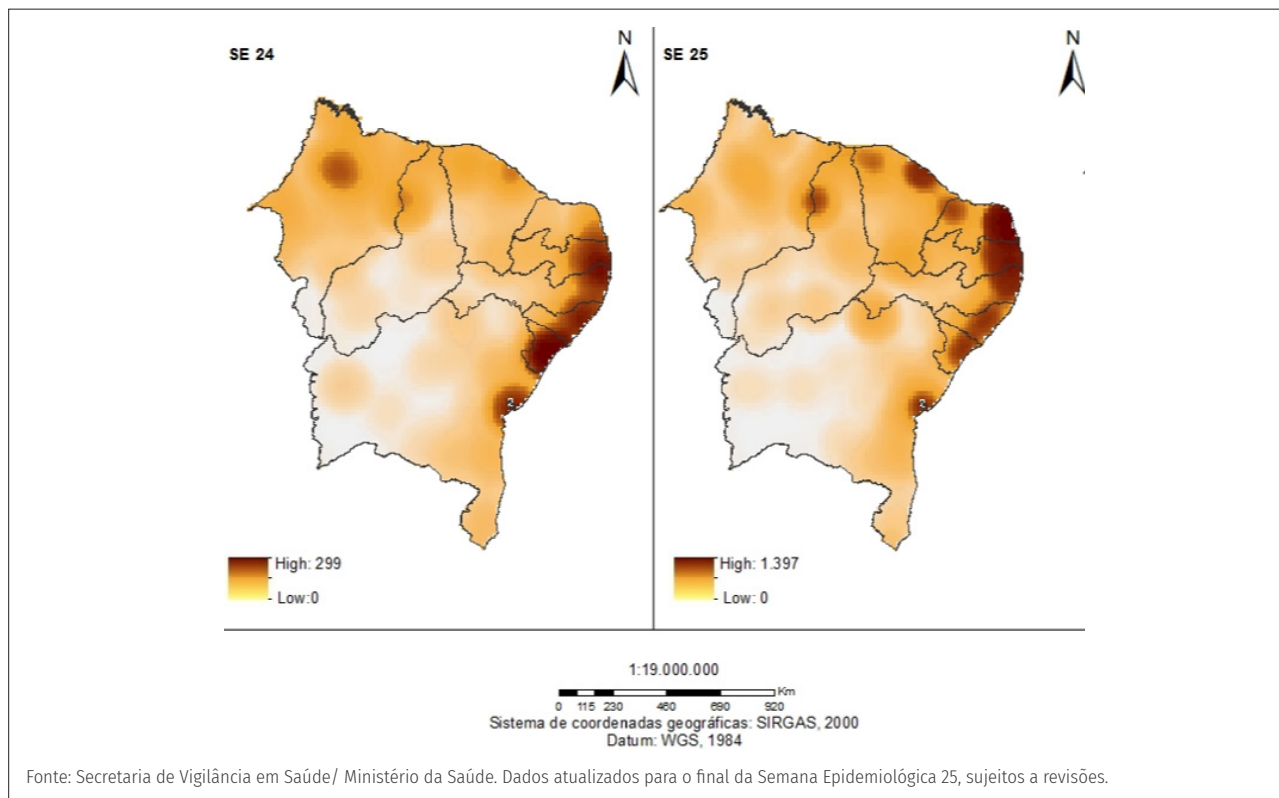 SE 24
N
High: 299
Low:0
SE 25
N
High: 1.397
Low: 0
1:19.000.000
Km
0 115 230 460 690 920
Sistema de coordenadas geográficas: SIRGAS, 2000
Datum: WGS, 1984
Fonte: Secretaria de Vigilância em Saúde/ Ministério da Saúde. Dados atualizados para o final da Semana Epidemiológica 25, sujeitos a revisões.